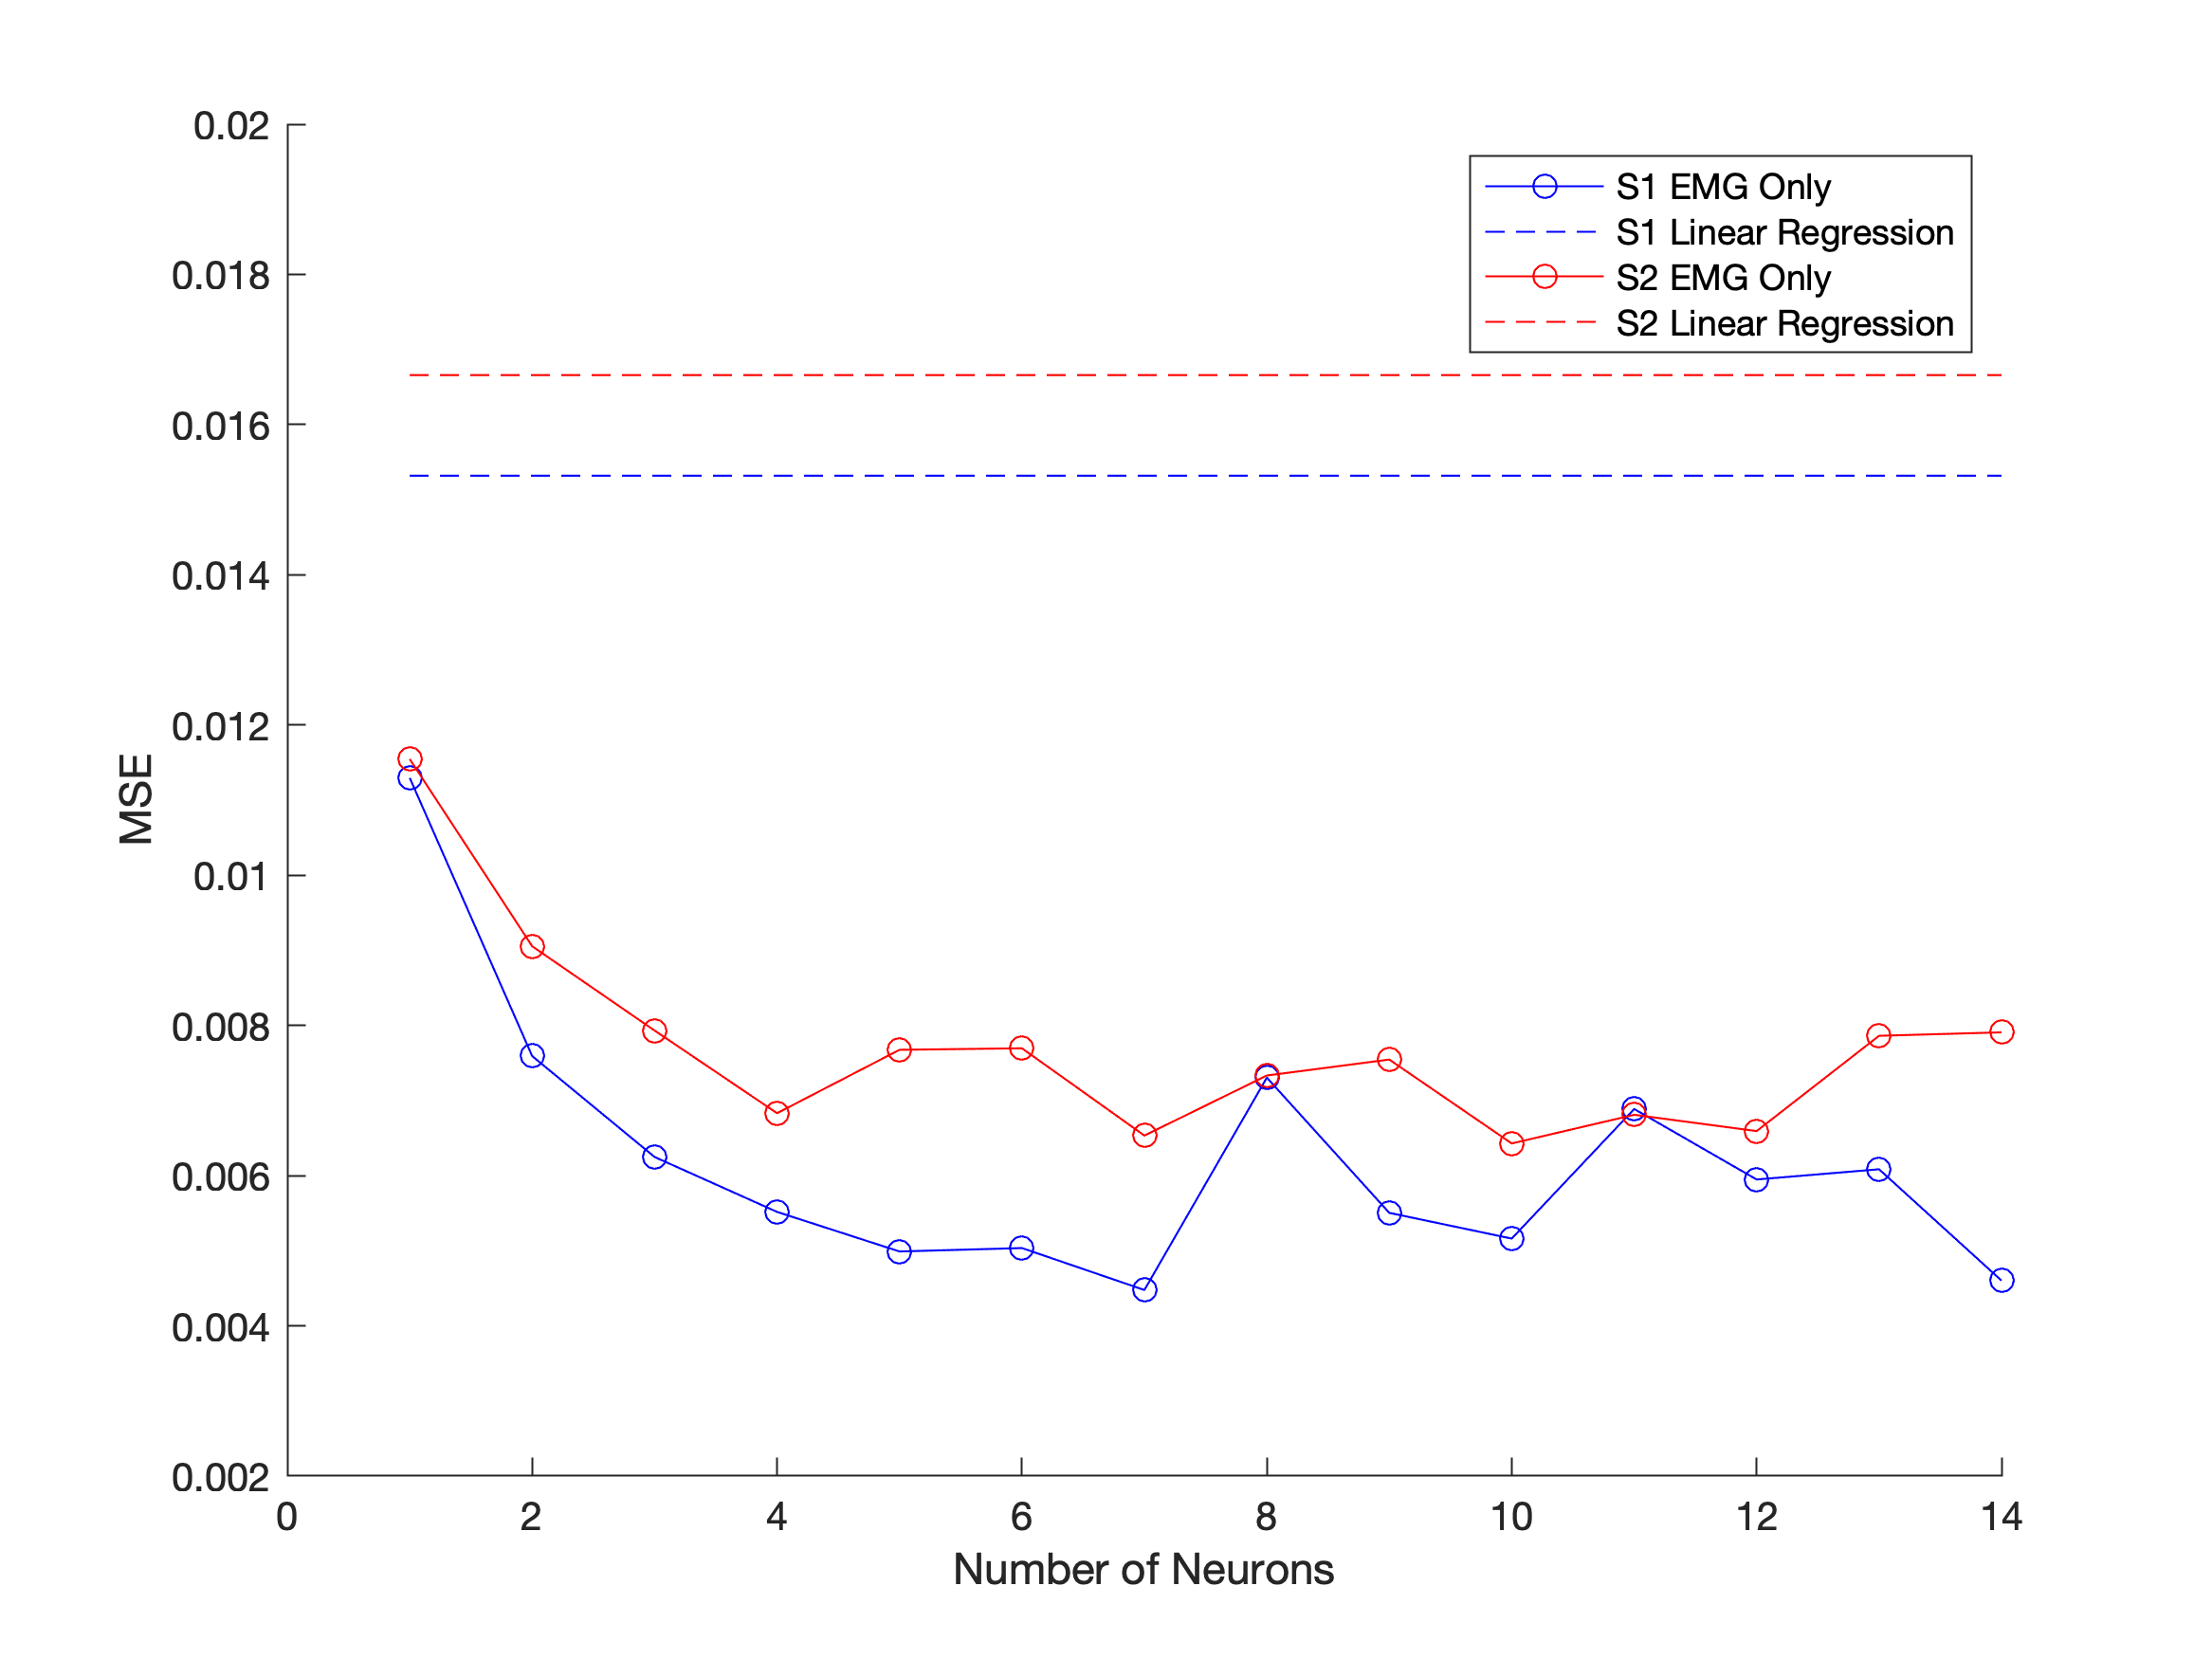 0.02
0.018
0.016
0.014
0.012
0.01
0.008
0.006
0.004
0.002
MSE
S1 EMG Only
S1 Linear Regression
S2 EMG Only
S2 Linear Regression
0 2 4 6 8 10 12 14
Number of Neurons